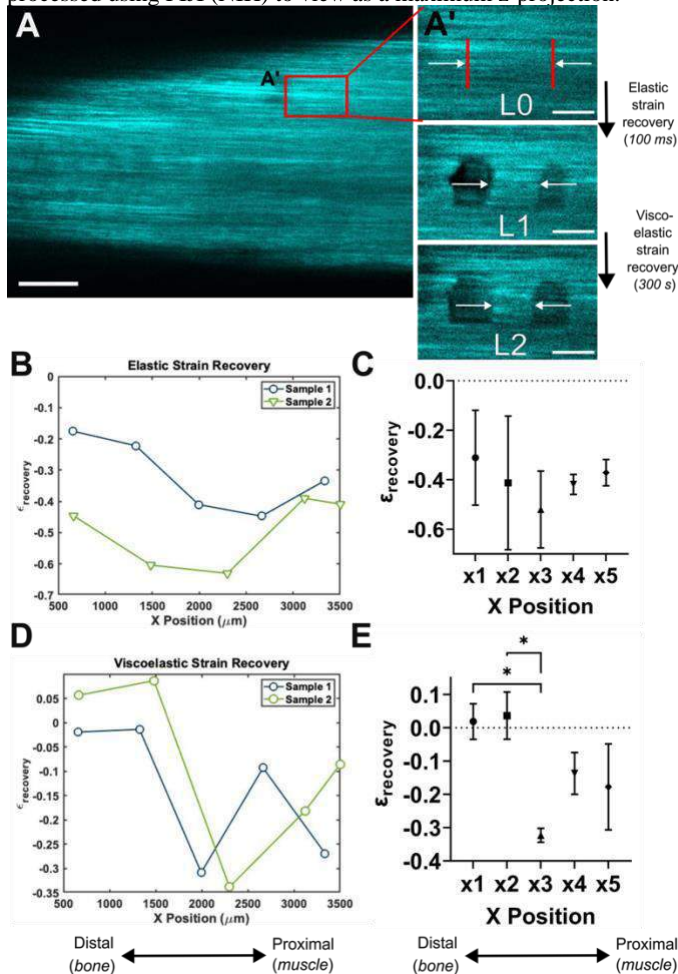 processed using FIJI (NIH) to view as a maximum Z-projection.
A
A'
A'
L0
Elastic
strain
recovery
(100 ms)
L1
Visco-
elastic
strain
recovery
(300 s)
L2
B
Elastic Strain Recovery
Sample 1
Sample 2
0
-0.1
-0.2
-0.3
-0.4
-0.5
-0.6
-0.7
ϵrecovery
500 1000 1500 2000 2500 3000 3500
X Position (μm)
C
0.0
-0.2
-0.4
-0.6
εrecovery
x1 x2 x3 x4 x5
X Position
D
Viscoelastic Strain Recovery
Sample 1
Sample 2
0.05
0
-0.05
-0.1
-0.15
-0.2
-0.25
-0.3
-0.35
ϵrecovery
500 1000 1500 2000 2500 3000 3500
X Position (μm)
E
*
*
0.1
0.0
-0.1
-0.2
-0.3
-0.4
εrecovery
x1 x2 x3 x4 x5
X Position
Distal
(bone)
Proximal
(muscle)
Distal
(bone)
Proximal
(muscle)